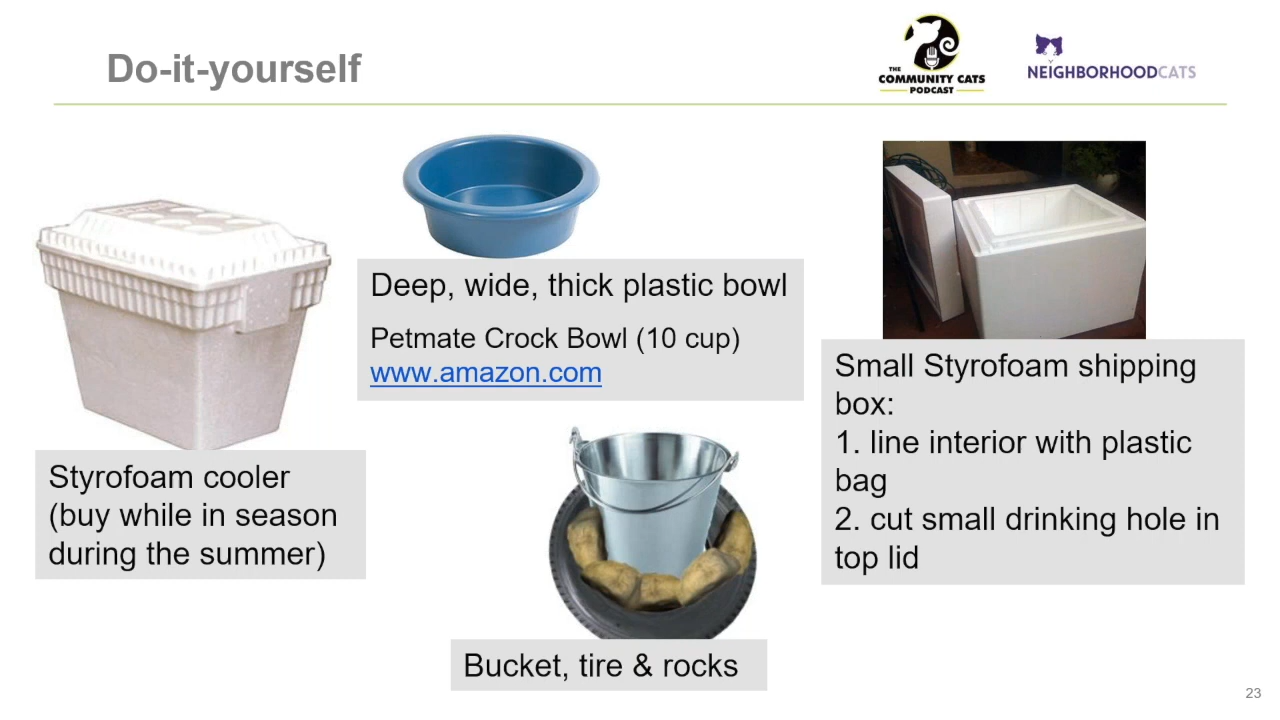 Do-it-yourself
THE
COMMUNITY CATS
PODCAST
NEIGHBORHOODCATS
Deep, wide, thick plastic bowl
Petmate Crock Bowl (10 cup)
www.amazon.com
Styrofoam cooler
(buy while in season
during the summer)
Small Styrofoam shipping
box:
1. line interior with plastic
bag
2. cut small drinking hole in
top lid
Bucket, tire & rocks
23